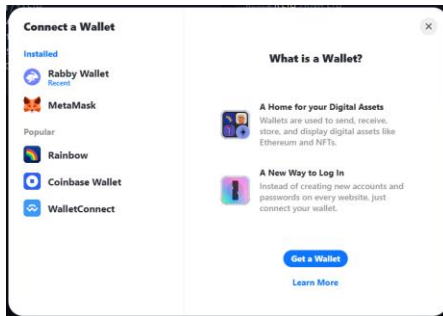 Connect a Wallet
Installed
Rabby Wallet
Recent
MetaMask
Popular
Rainbow
Coinbase Wallet
WalletConnect
What is a Wallet?
A Home for your Digital Assets
Wallets are used to send, receive,
store, and display digital assets like
Ethereum and NFTs.
A New Way to Log In
Instead of creating new accounts and
passwords on every website, just
connect your wallet.
Get a Wallet
Learn More